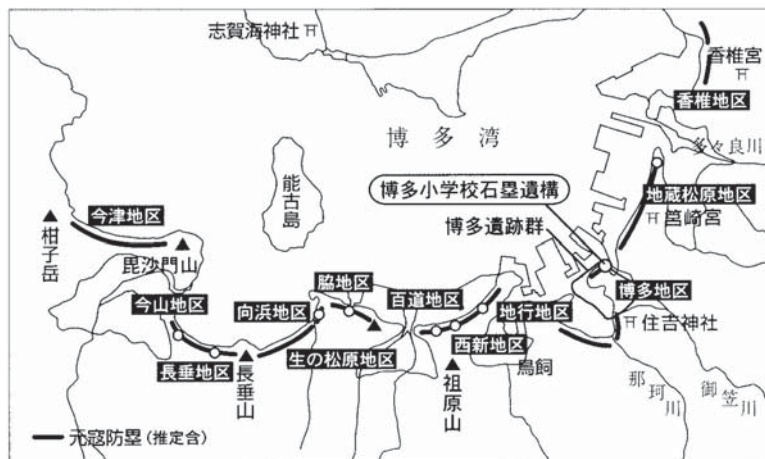 志賀海神社
香椎宮
香椎地区
博多湾
多々良川
能古島
博多小学校石塁遺構
地蔵松原地区
筥崎宮
博多遺跡群
今津地区
柑子岳
毘沙門山
脇地区
百道地区
博多地区
今山地区
向浜地区
地行地区
住吉神社
生の松原地区
西新地区
長垂地区
長垂山
鳥飼
祖原山
那珂川
御笠川
元寇防塁(推定含)